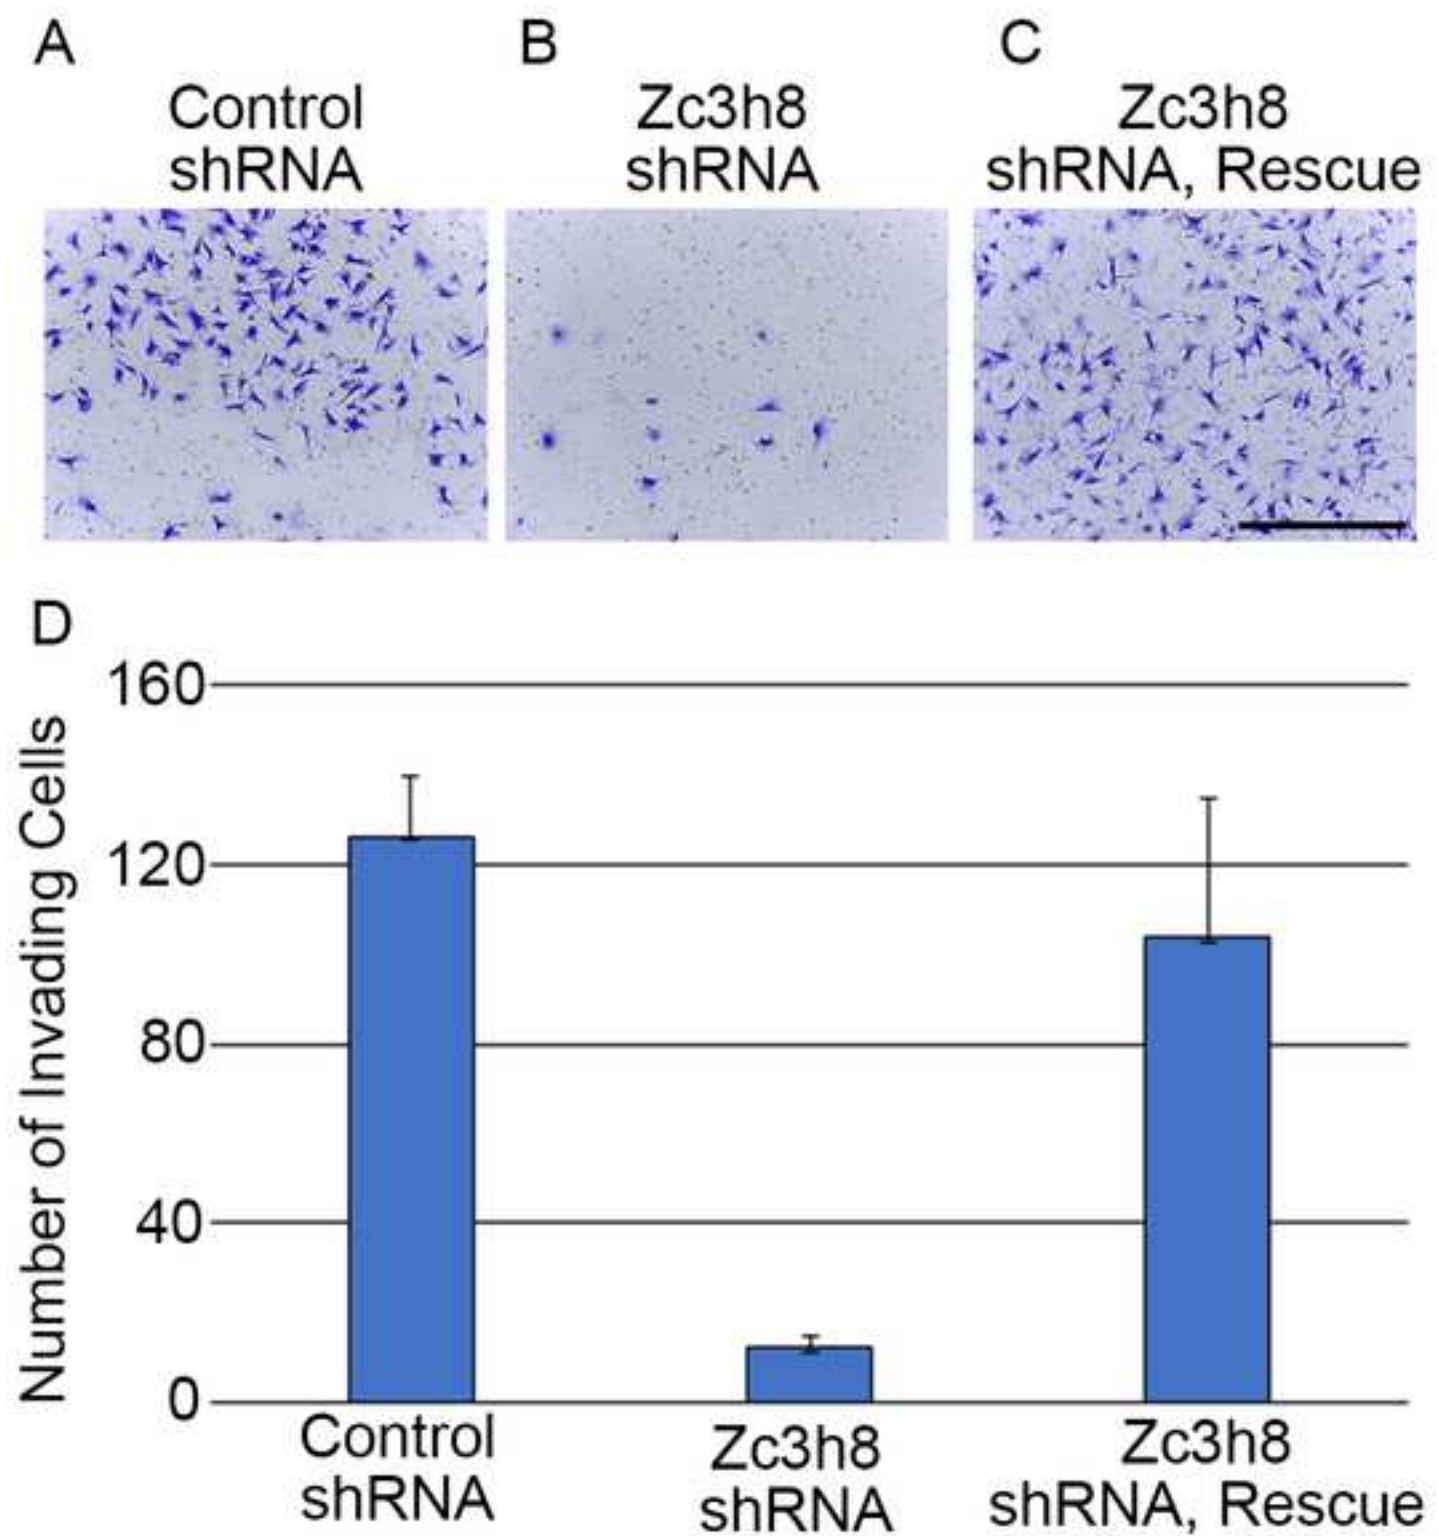 A
B
C
Control
shRNA
Zc3h8
shRNA
Zc3h8
shRNA, Rescue
D
Number of Invading Cells
160
120
80
40
0
Control
shRNA
Zc3h8
shRNA
Zc3h8
shRNA, Rescue